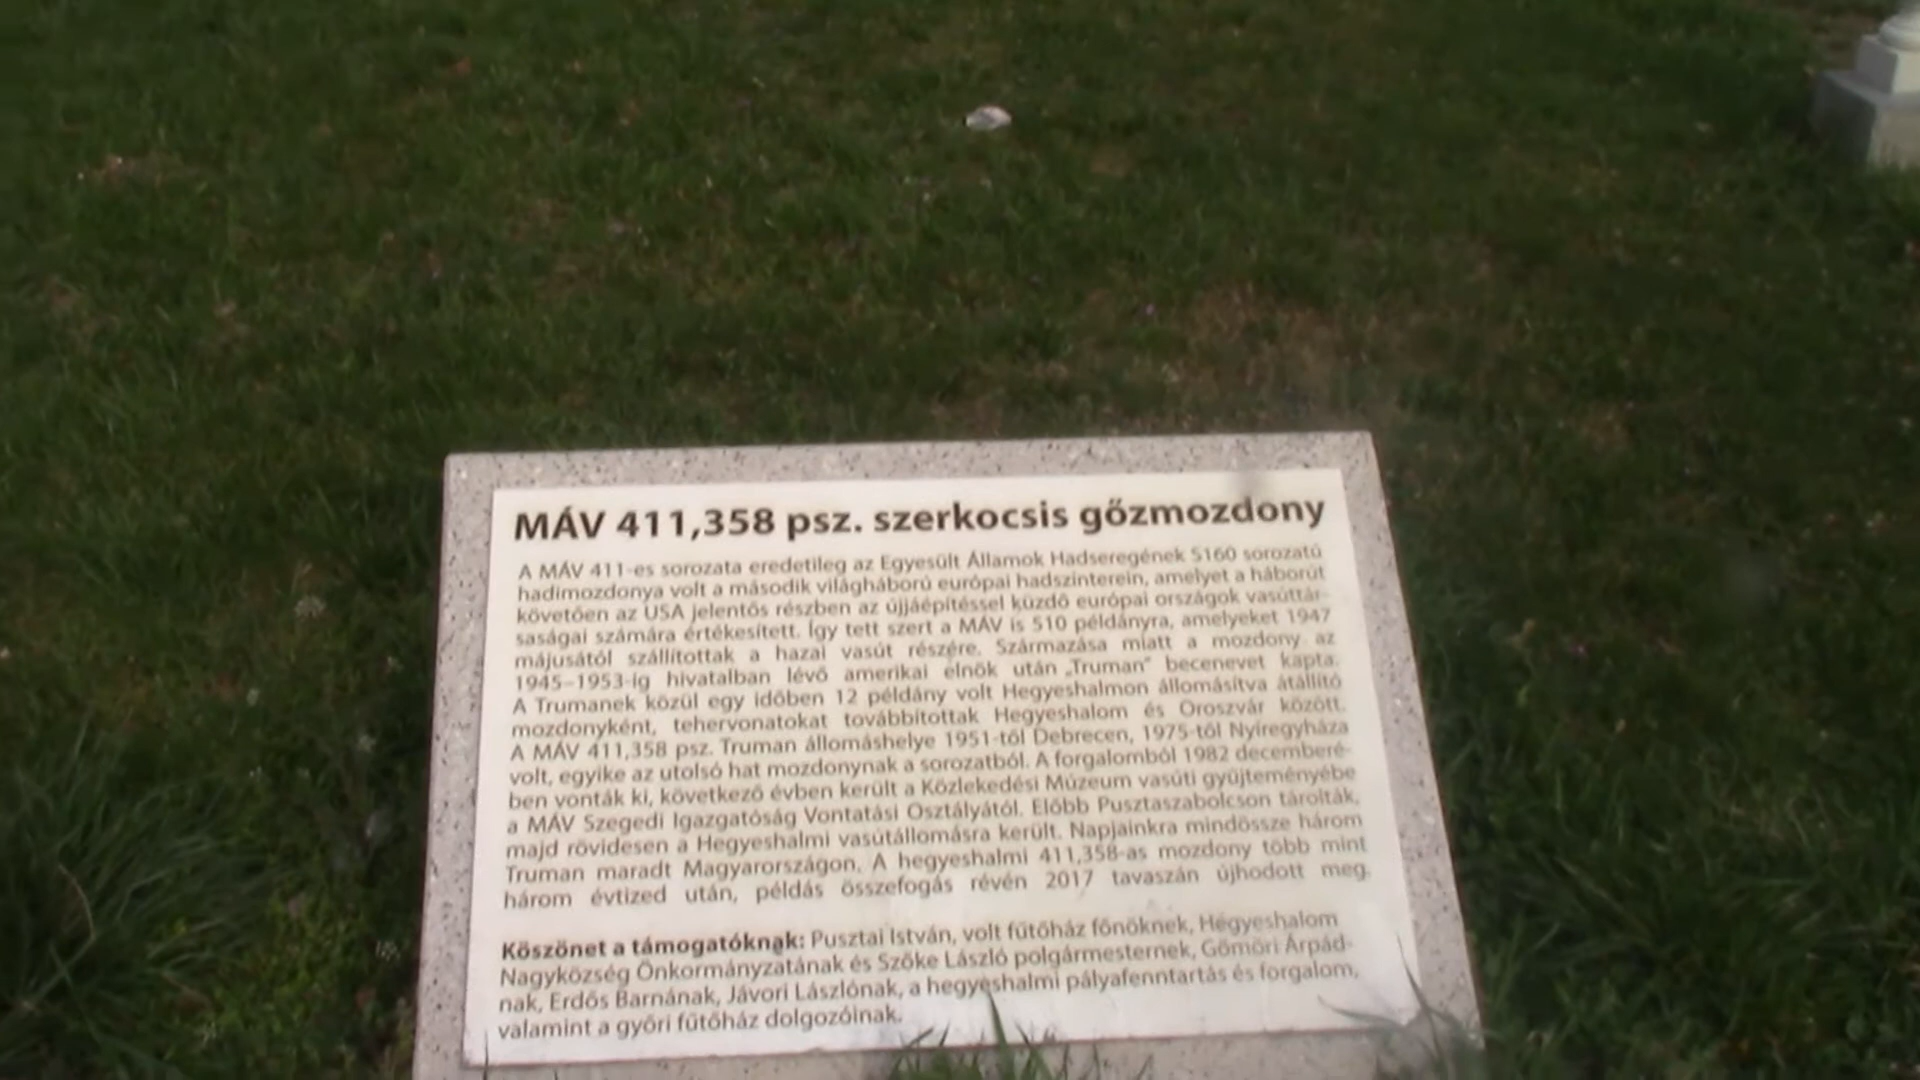 MÁV 411,358 psz. szerkocsis gőzmozdony
A MÁV 411-es sorozata eredetileg az Egyesült Államok Hadseregének S160 sorozatú
hadimozdonya volt a második világháború európai hadszínterein, amelyet a háborút
követően az USA jelentős részben az újjáépítéssel küzdő európai országok vasúttár-
saságai számára értékesített. Így tett szert a MÁV is 510 példányra, amelyeket 1947
májusától szállítottak a hazai vasút részére. Származása miatt a mozdony az
1945–1953-ig hivatalban lévő amerikai elnök után „Truman” becenevet kapta.
A Trumanek közül egy időben 12 példány volt Hegyeshalmon állomásítva átállító
mozdonyként, tehervonatokat továbbítottak Hegyeshalom és Oroszvár között.
A MÁV 411,358 psz. Truman állomáshelye 1951-től Debrecen, 1975-től Nyíregyháza
volt, egyike az utolsó hat mozdonynak a sorozatból. A forgalomból 1982 decemberé-
ben vonták ki, következő évben került a Közlekedési Múzeum vasúti gyűjteményébe
a MÁV Szegedi Igazgatóság Vontatási Osztályától. Előbb Pusztaszabolcson tárolták,
majd rövidesen a Hegyeshalmi vasútállomásra került. Napjainkra mindössze három
Truman maradt Magyarországon. A hegyeshalmi 411,358-as mozdony több mint
három évtized után, példás összefogás révén 2017 tavaszán újhodott meg.
Köszönet a támogatóknak: Pusztai István, volt fűtőház főnöknek, Hegyeshalom
Nagyközség Önkormányzatának és Szőke László polgármesternek, Gömöri Árpád-
nak, Erdős Barnának, Jávori Lászlónak, a hegyeshalmi pályafenntartás és forgalom,
valamint a győri fűtőház dolgozóinak.